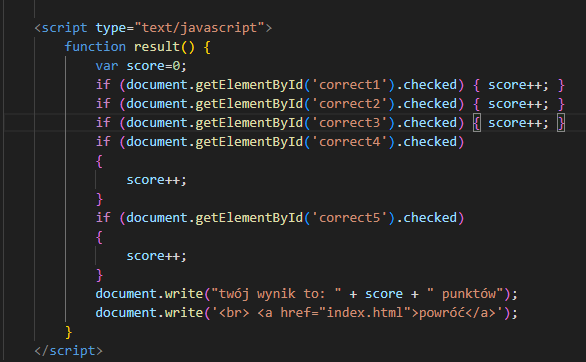 <script type="text/javascript">
function result() {
var score=0;
if (document.getElementById('correct1').checked) { score++; }
if (document.getElementById('correct2').checked) { score++; }
if (document.getElementById('correct3').checked) { score++; }
if (document.getElementById('correct4').checked)
{
score++;
}
if (document.getElementById('correct5').checked)
{
score++;
}
document.write("twój wynik to: " + score + " punktów");
document.write('<br> <a href="index.html">powróć</a>');
}
</script>